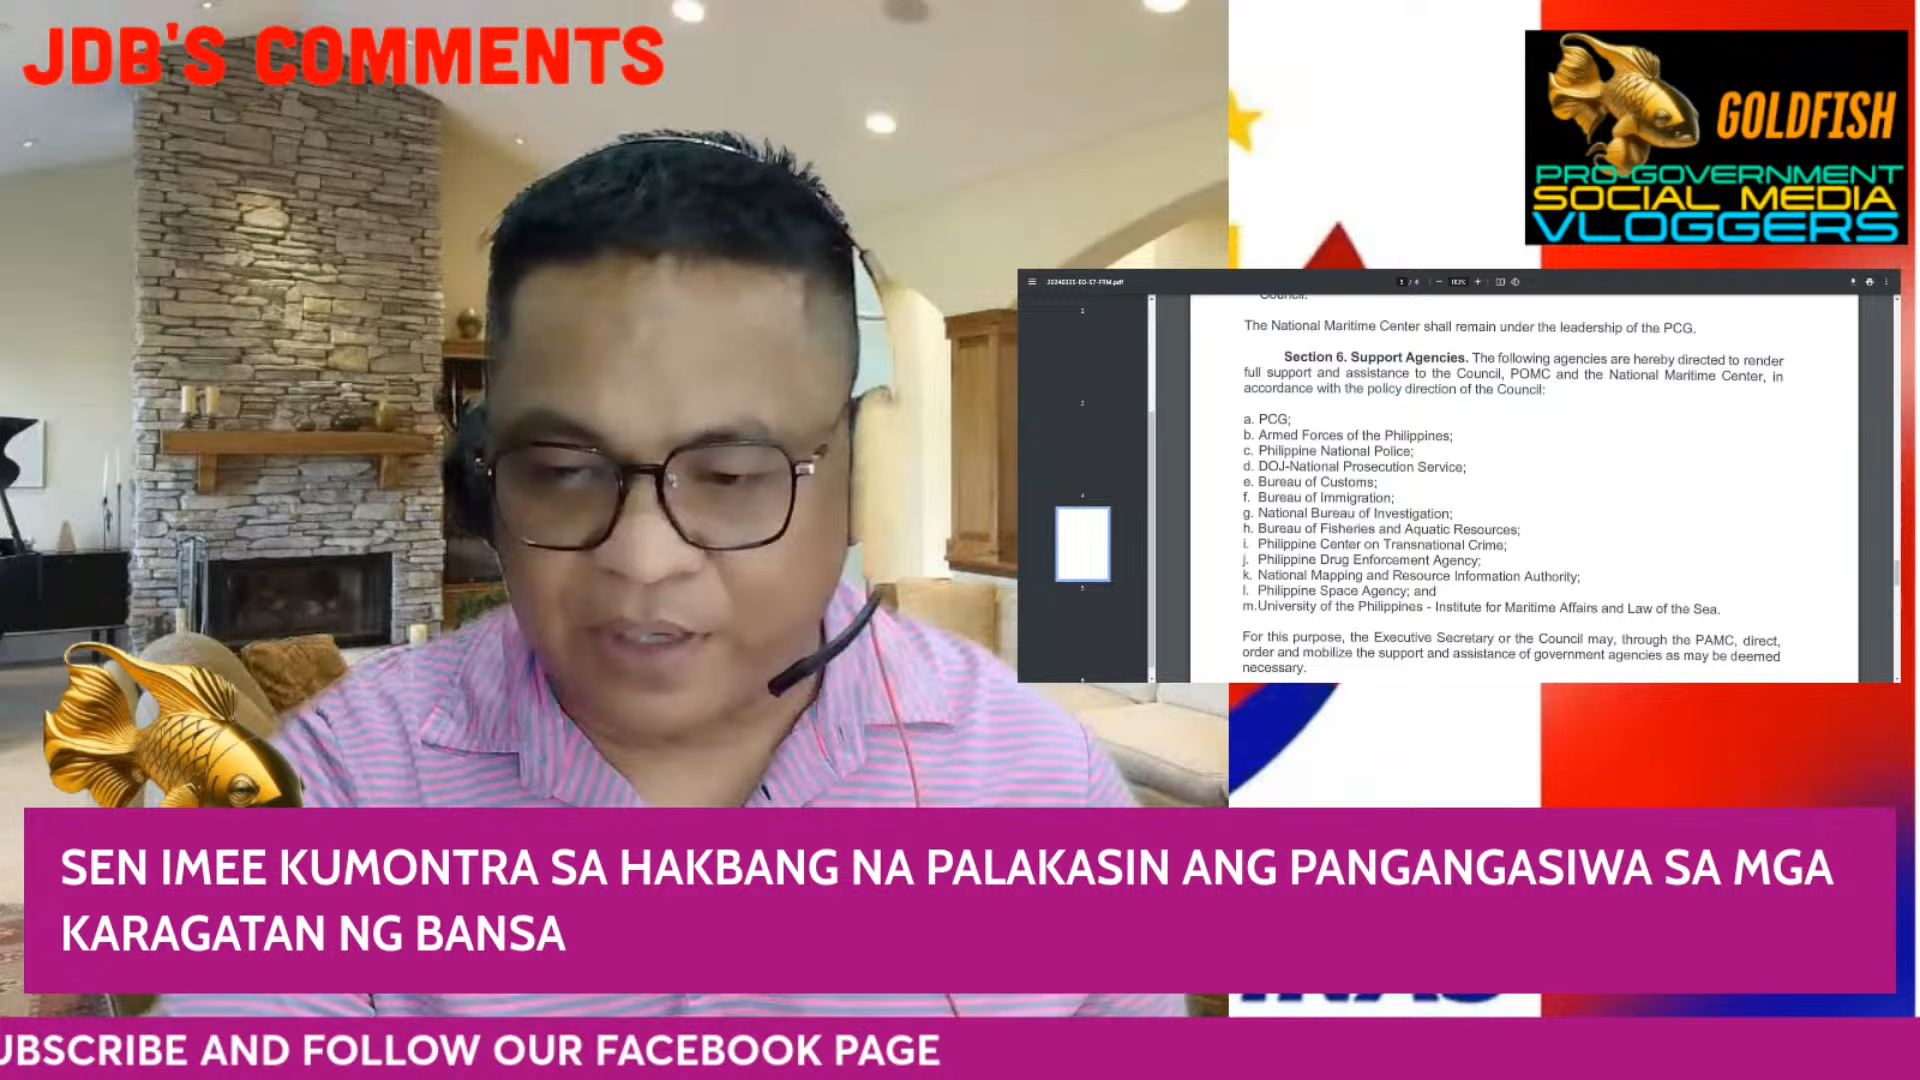 JDB'S COMMENTS
GOLDFISH
PRO-GOVERNMENT
SOCIAL MEDIA
VLOGGERS
20240325-EO-57-FRM.pdf
5 / 6
Council.
The National Maritime Center shall remain under the leadership of the PCG.
Section 6. Support Agencies. The following agencies are hereby directed to render
full support and assistance to the Council, POMC and the National Maritime Center, in
accordance with the policy direction of the Council:
a. PCG;
b. Armed Forces of the Philippines;
c. Philippine National Police;
d. DOJ-National Prosecution Service;
e. Bureau of Customs;
f. Bureau of Immigration;
g. National Bureau of Investigation;
h. Bureau of Fisheries and Aquatic Resources;
i. Philippine Center on Transnational Crime;
j. Philippine Drug Enforcement Agency;
k. National Mapping and Resource Information Authority;
l. Philippine Space Agency; and
m.University of the Philippines - Institute for Maritime Affairs and Law of the Sea.
For this purpose, the Executive Secretary or the Council may, through the PAMC, direct,
order and mobilize the support and assistance of government agencies as may be deemed
necessary.
SEN IMEE KUMONTRA SA HAKBANG NA PALAKASIN ANG PANGANGASIWA SA MGA
KARAGATAN NG BANSA
UBSCRIBE AND FOLLOW OUR FACEBOOK PAGE